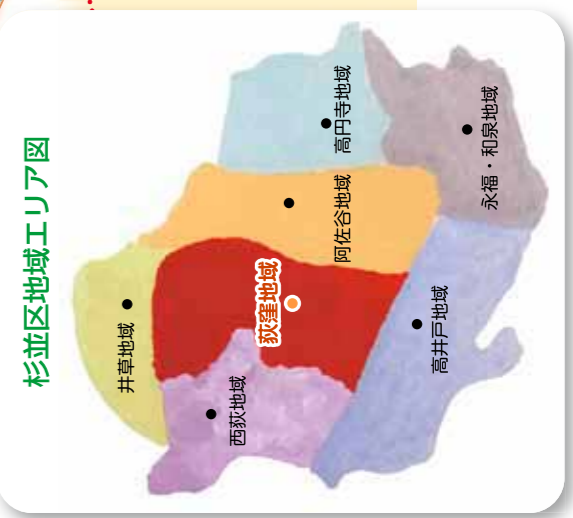 杉並区地域エリア図
井草地域
西荻地域
荻窪地域
阿佐谷地域
高円寺地域
高井戸地域
永福・和泉地域